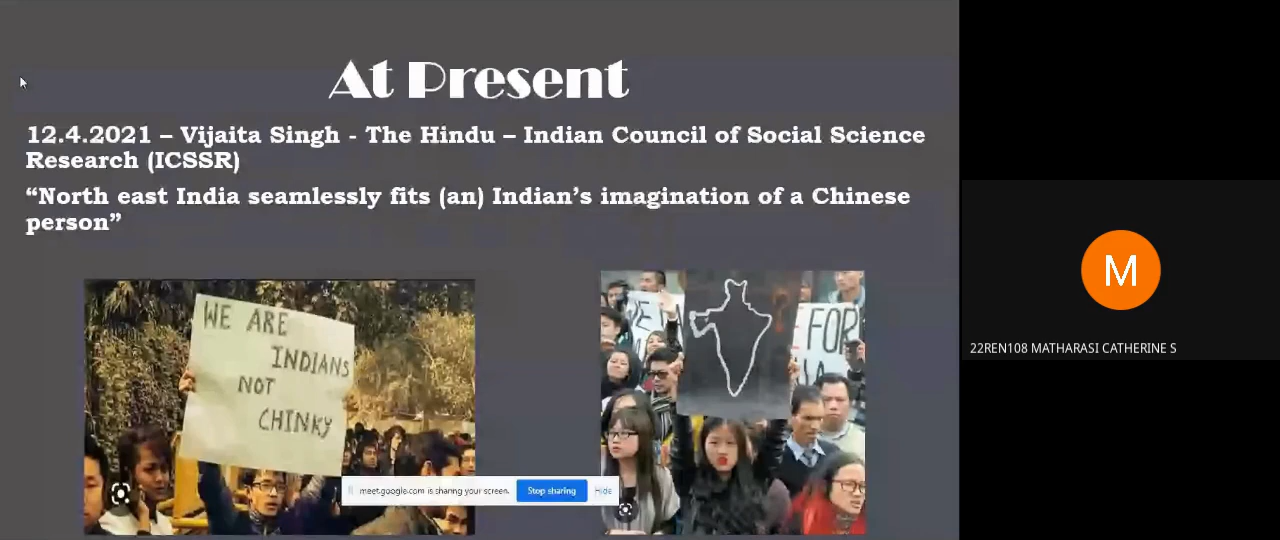 At Present
12.4.2021 – Vijaita Singh - The Hindu – Indian Council of Social Science
Research (ICSSR)
“North east India seamlessly fits (an) Indian’s imagination of a Chinese
person”
WE ARE
INDIANS
NOT
CHINKY
FOR
meet.google.com is sharing your screen.
Stop sharing
Hide
M
22REN108 MATHARASI CATHERINE S